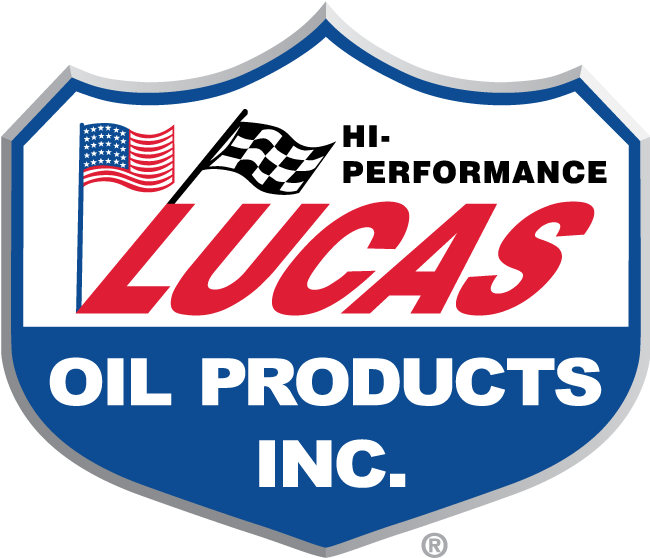 HI-
PERFORMANCE
LUCAS
OIL PRODUCTS
INC.
®